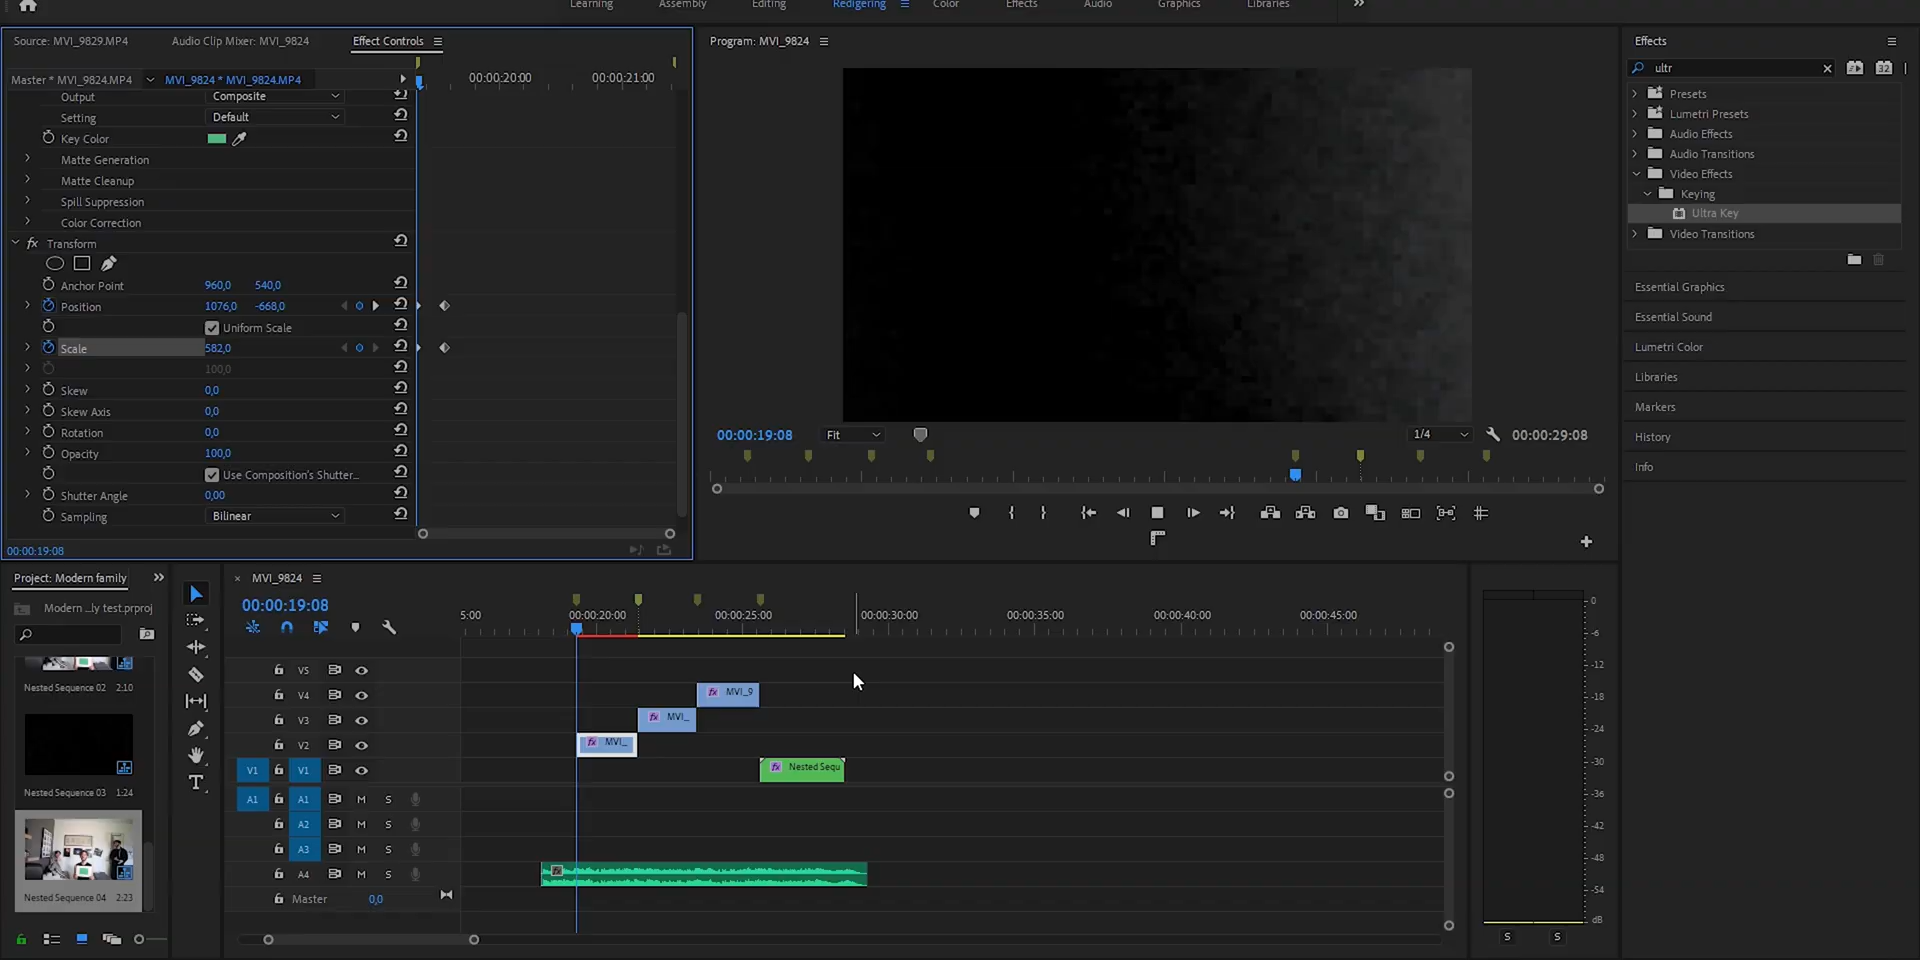 Learning Assembly Editing Redigering Color Effects Audio Graphics Libraries
Source: MVI_9829.MP4 Audio Clip Mixer: MVI_9824 Effect Controls
Master * MVI_9824.MP4 MVI_9824 * MVI_9824.MP4 00:00:20:00 00:00:21:00
Output Composite
Setting Default
Key Color
Matte Generation
Matte Cleanup
Spill Suppression
Color Correction
fx Transform
Anchor Point 960,0 540,0
Position 1076,0 -668,0
Uniform Scale
Scale 582,0
100,0
Skew 0,0
Skew Axis 0,0
Rotation 0,0
Opacity 100,0
Use Composition's Shutter...
Shutter Angle 0,00
Sampling Bilinear
00:00:19:08
Program: MVI_9824
00:00:19:08 Fit 1/4 00:00:29:08
Effects
ultr 32
Presets
Lumetri Presets
Audio Effects
Audio Transitions
Video Effects
Keying
Ultra Key
Video Transitions
Essential Graphics
Essential Sound
Lumetri Color
Libraries
Markers
History
Info
Project: Modern family
Modern ...ly test.prproj
Nested Sequence 02 2:10
Nested Sequence 03 1:24
Nested Sequence 04 2:23
T
MVI_9824
00:00:19:08 5:00 00:00:20:00 00:00:25:00 00:00:30:00 00:00:35:00 00:00:40:00 00:00:45:00
V5
V4 fx MVI_9
V3 fx MVI_
V2 fx MVI_
V1 V1 fx Nested Sequ
A1 A1 M S
A2 M S
A3 M S
A4 M S fx
Master 0,0
0
-6
-12
-18
-24
-30
-36
-42
-48
-54
dB
S S